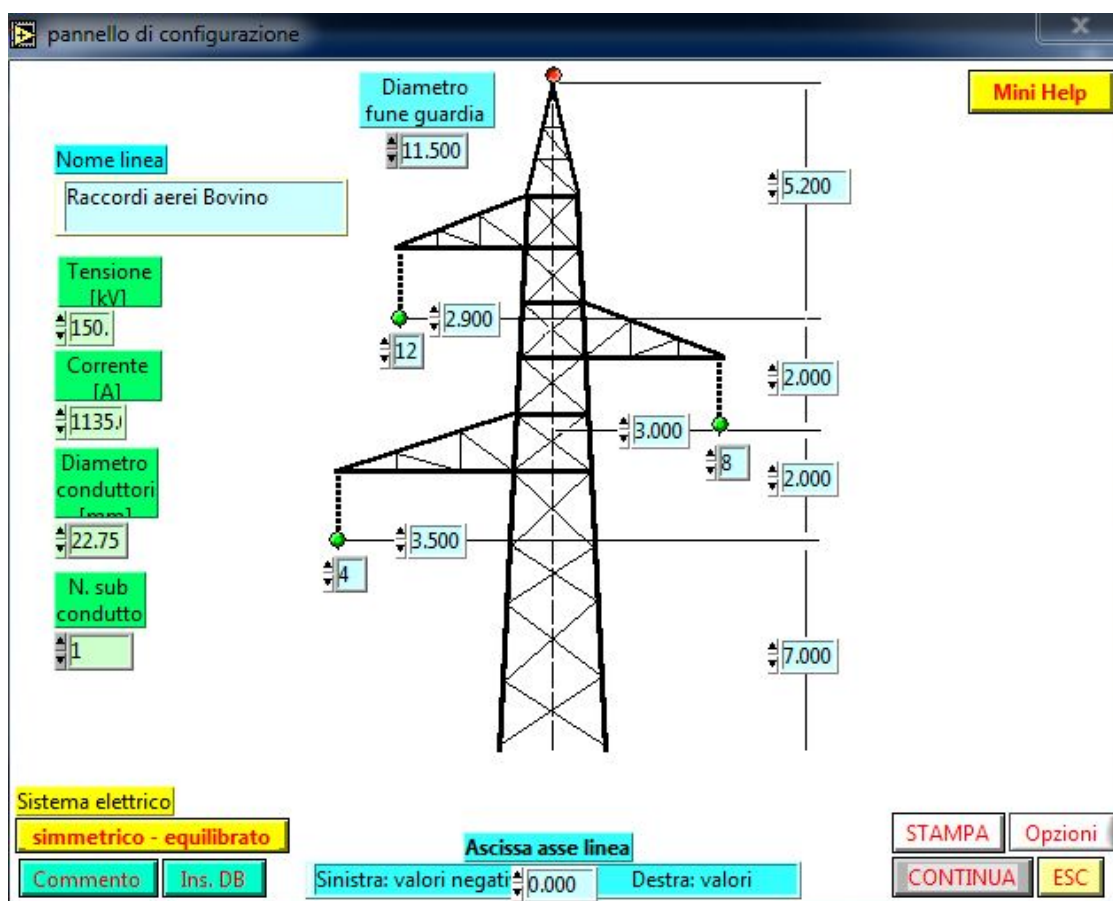 pannello di configurazione
Diametro
fune guardia
11.500
Mini Help
Nome linea
Raccordi aerei Bovino
5.200
Tensione
[kV]
150.
2.900
12
Corrente
[A]
1135.
2.000
3.000
8
Diametro
conduttori
[mm]
22.75
2.000
3.500
4
N. sub
condutto
1
7.000
Sistema elettrico
simmetrico - equilibrato
STAMPA
Opzioni
Ascissa asse linea
Commento
Ins. DB
Sinistra: valori negati
0.000
Destra: valori
CONTINUA
ESC